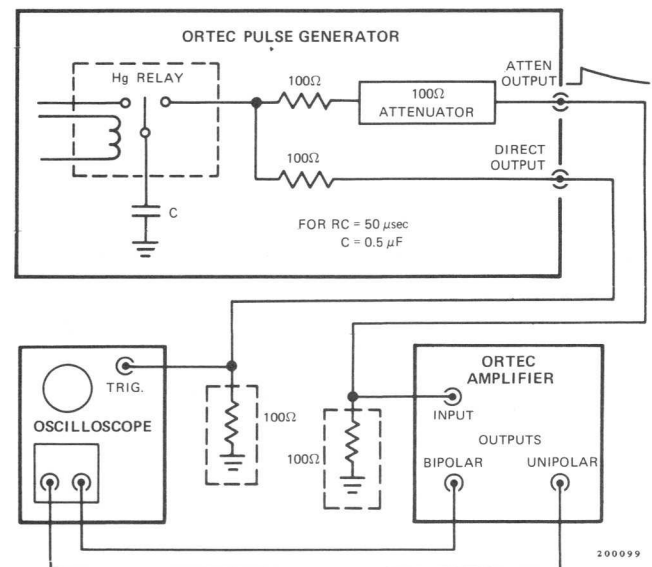 ORTEC PULSE GENERATOR
Hg RELAY
100Ω
100Ω
ATTENUATOR
ATTEN
OUTPUT
100Ω
DIRECT
OUTPUT
C
FOR RC = 50 μsec
C = 0.5 μF
TRIG.
OSCILLOSCOPE
100Ω
100Ω
ORTEC
AMPLIFIER
INPUT
OUTPUTS
BIPOLAR
UNIPOLAR
200099